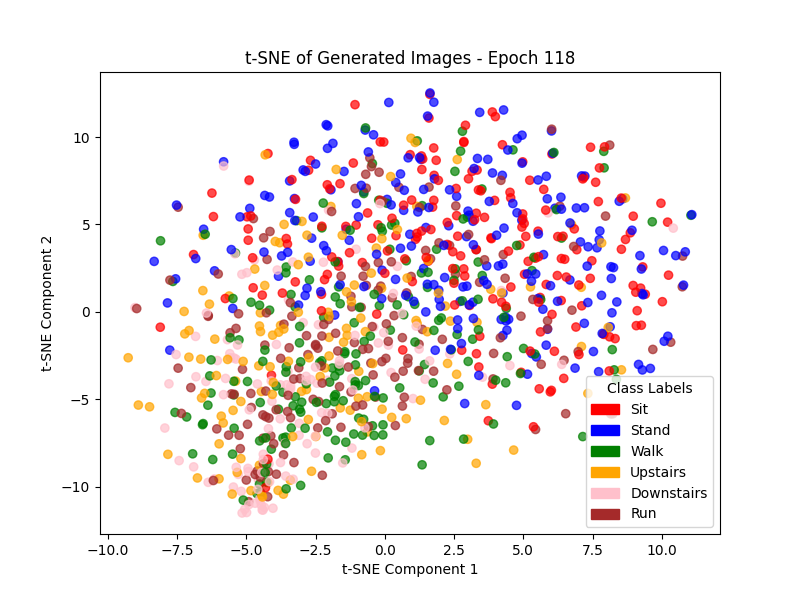 t-SNE of Generated Images - Epoch 118
t-SNE Component 2
10
5
0
−5
−10
−10.0 −7.5 −5.0 −2.5 0.0 2.5 5.0 7.5 10.0
t-SNE Component 1
Class Labels
Sit
Stand
Walk
Upstairs
Downstairs
Run